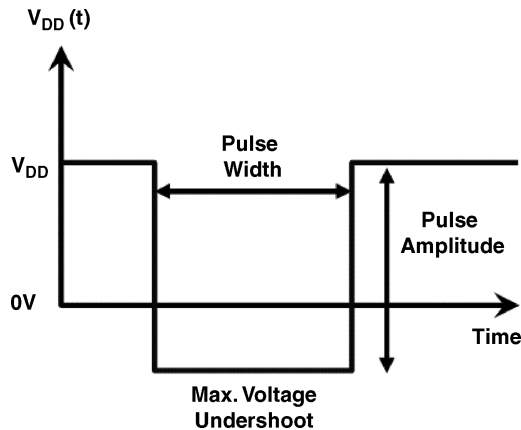 V_DD (t)
V_DD
Pulse
Width
Pulse
Amplitude
0V
Time
Max. Voltage
Undershoot